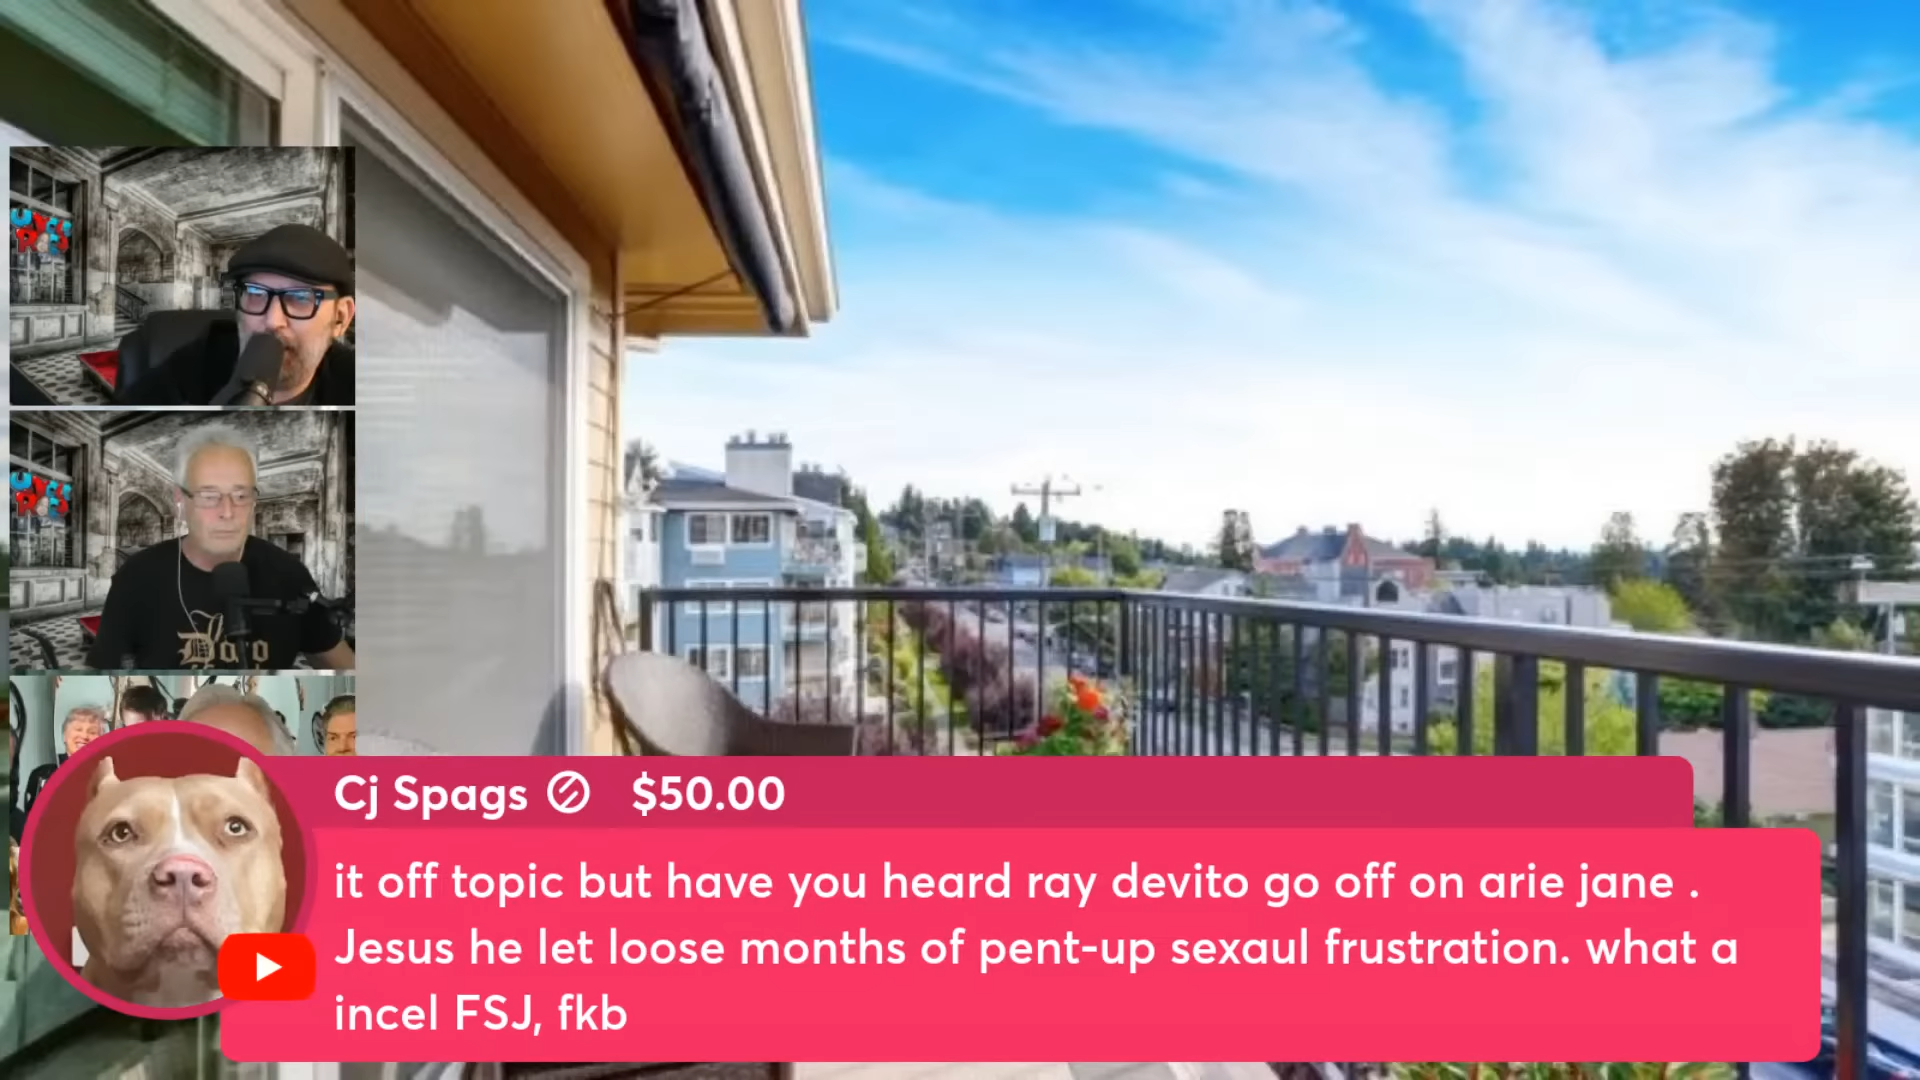 Cj Spags $50.00
it off topic but have you heard ray devito go off on arie jane .
Jesus he let loose months of pent-up sexaul frustration. what a
incel FSJ, fkb